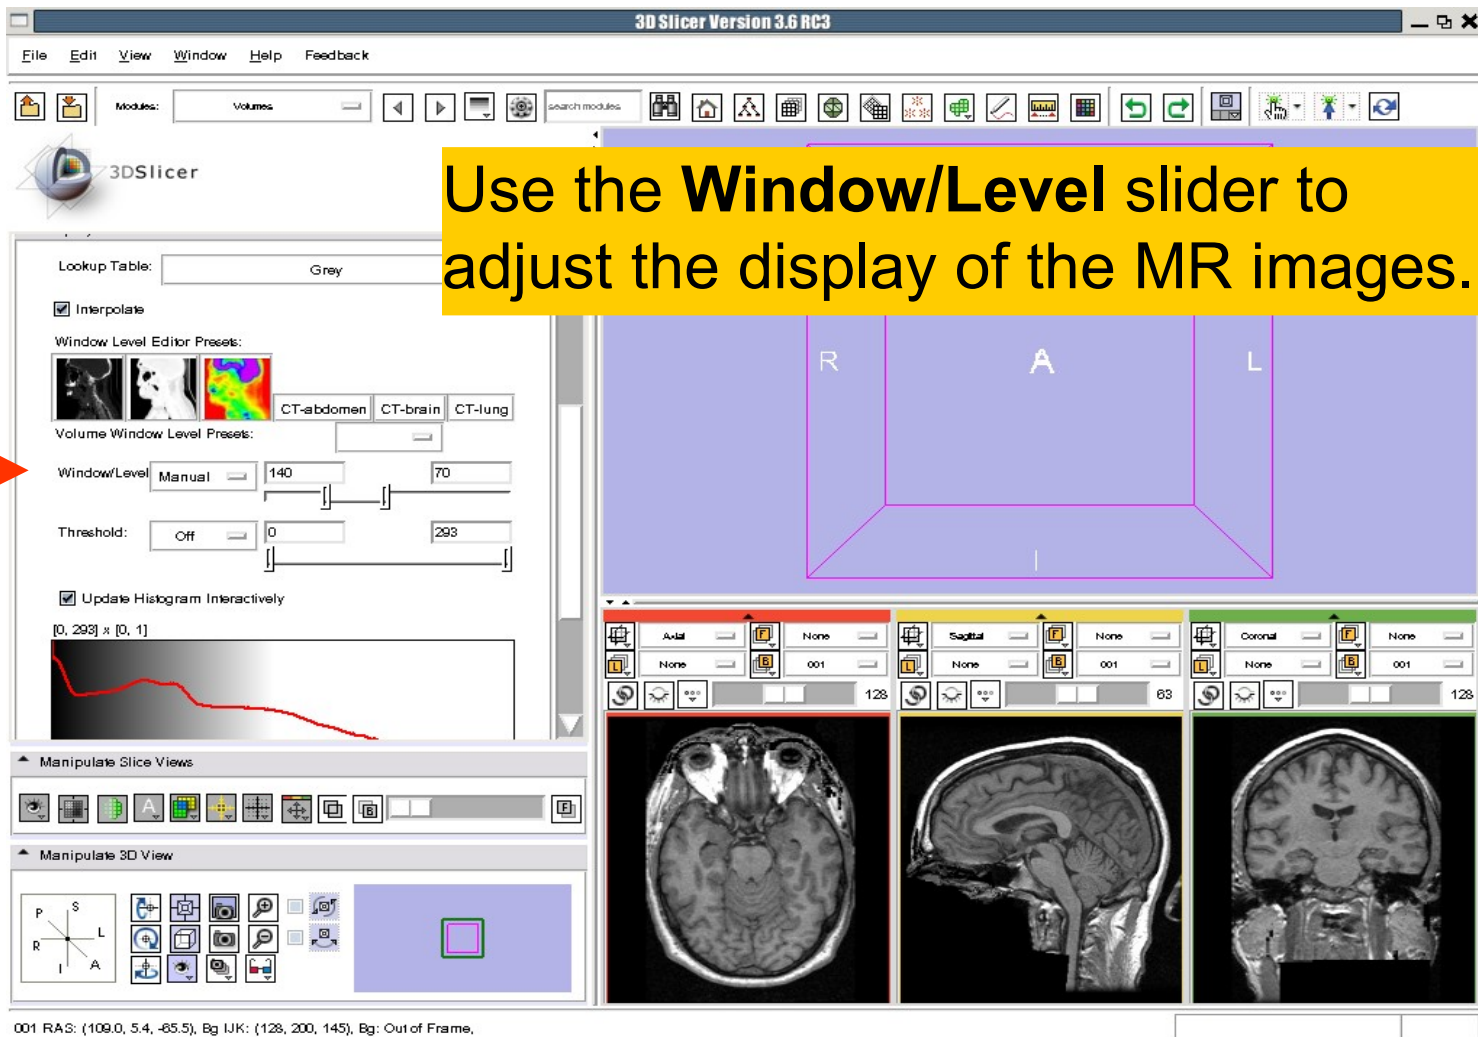 3D Slicer Version 3.6 RC3
File Edit View Window Help Feedback
Modules: Volumes search modules
3DSlicer
Use the Window/Level slider to
adjust the display of the MR images.
Lookup Table: Grey
Interpolate
Window Level Editor Presets:
CT-abdomen CT-brain CT-lung
Volume Window Level Presets:
Window/Level Manual 140 70
Threshold: Off 0 293
Update Histogram Interactively
[0, 293] x [0, 1]
R A L
I
Axial F None
L None B 001
128
Sagittal F None
L None B 001
63
Coronal F None
L None B 001
128
Manipulate Slice Views
A B F
Manipulate 3D View
P S
R L
I A
001 RAS: (109.0, 5.4, -65.5), Bg IJK: (128, 200, 145), Bg: Out of Frame,